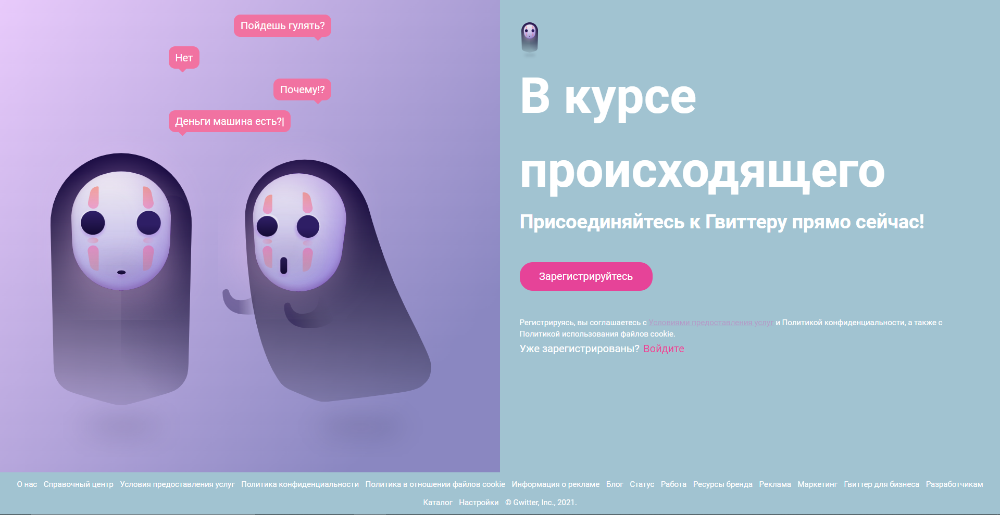 Пойдешь гулять?
Нет
Почему!?
Деньги машина есть?|
В курсе
происходящего
Присоединяйтесь к Гвиттеру прямо сейчас!
Зарегистрируйтесь
Регистрируясь, вы соглашаетесь с Условиями предоставления услуг и Политикой конфиденциальности, а также с
Политикой использования файлов cookie.
Уже зарегистрированы? Войдите
О нас Справочный центр Условия предоставления услуг Политика конфиденциальности Политика в отношении файлов cookie Информация о рекламе Блог Статус Работа Ресурсы бренда Реклама Маркетинг Гвиттер для бизнеса Разработчикам
Каталог Настройки © Gwitter, Inc., 2021.